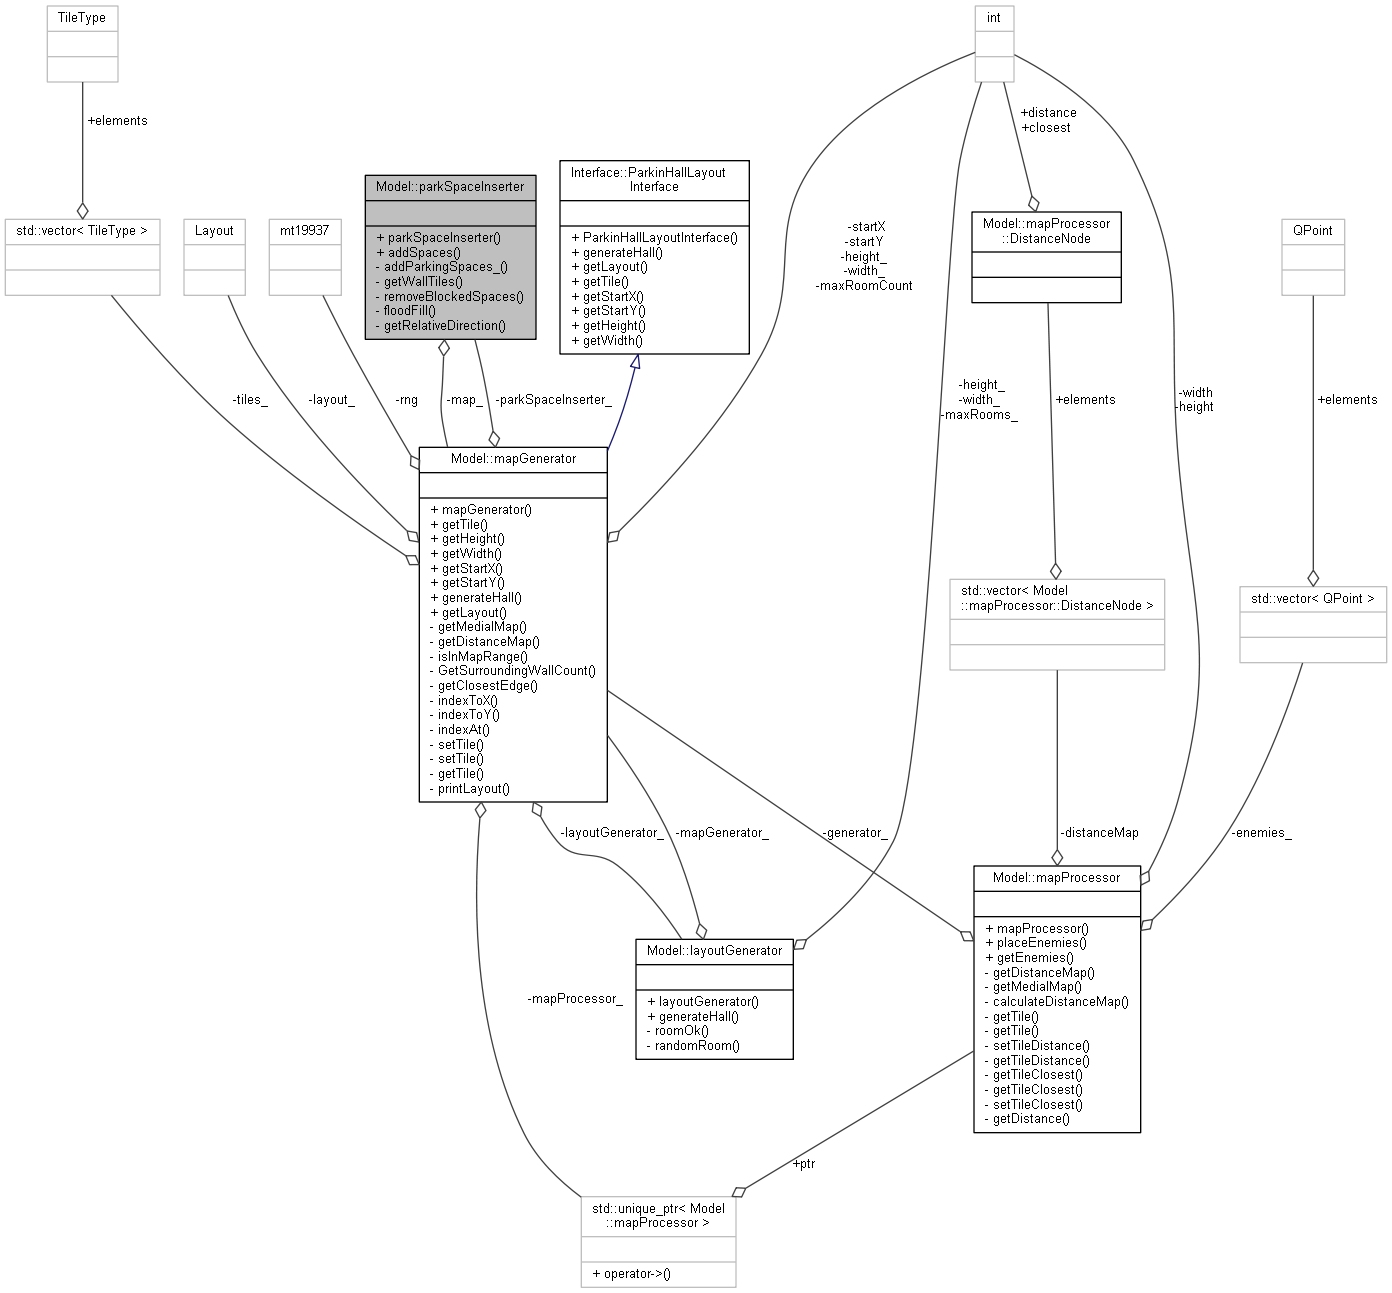 TileType
int
+elements
+distance
+closest
Model::parkSpaceInserter
+ parkSpaceInserter()
+ addSpaces()
- addParkingSpaces_()
- getWallTiles()
- removeBlockedSpaces()
- floodFill()
- getRelativeDirection()
Interface::ParkinHallLayout
Interface
+ ParkinHallLayoutInterface()
+ generateHall()
+ getLayout()
+ getTile()
+ getStartX()
+ getStartY()
+ getHeight()
+ getWidth()
std::vector< TileType >
Layout
mt19937
-startX
-startY
-height_
-width_
-maxRoomCount
Model::mapProcessor
::DistanceNode
QPoint
-tiles_
-layout_
-rng
-map_
-parkSpaceInserter_
-height_
-width_
-maxRooms_
+elements
-width
-height
+elements
Model::mapGenerator
+ mapGenerator()
+ getTile()
+ getHeight()
+ getWidth()
+ getStartX()
+ getStartY()
+ generateHall()
+ getLayout()
- getMedialMap()
- getDistanceMap()
- isInMapRange()
- GetSurroundingWallCount()
- getClosestEdge()
- indexToX()
- indexToY()
- indexAt()
- setTile()
- setTile()
- getTile()
- printLayout()
std::vector< Model
::mapProcessor::DistanceNode >
std::vector< QPoint >
-layoutGenerator_
-mapGenerator_
-generator_
-distanceMap
-enemies_
Model::layoutGenerator
+ layoutGenerator()
+ generateHall()
- roomOk()
- randomRoom()
Model::mapProcessor
+ mapProcessor()
+ placeEnemies()
+ getEnemies()
- getDistanceMap()
- getMedialMap()
- calculateDistanceMap()
- getTile()
- getTile()
- setTileDistance()
- getTileDistance()
- getTileClosest()
- getTileClosest()
- setTileClosest()
- getDistance()
-mapProcessor_
+ptr
std::unique_ptr< Model
::mapProcessor >
+ operator->()